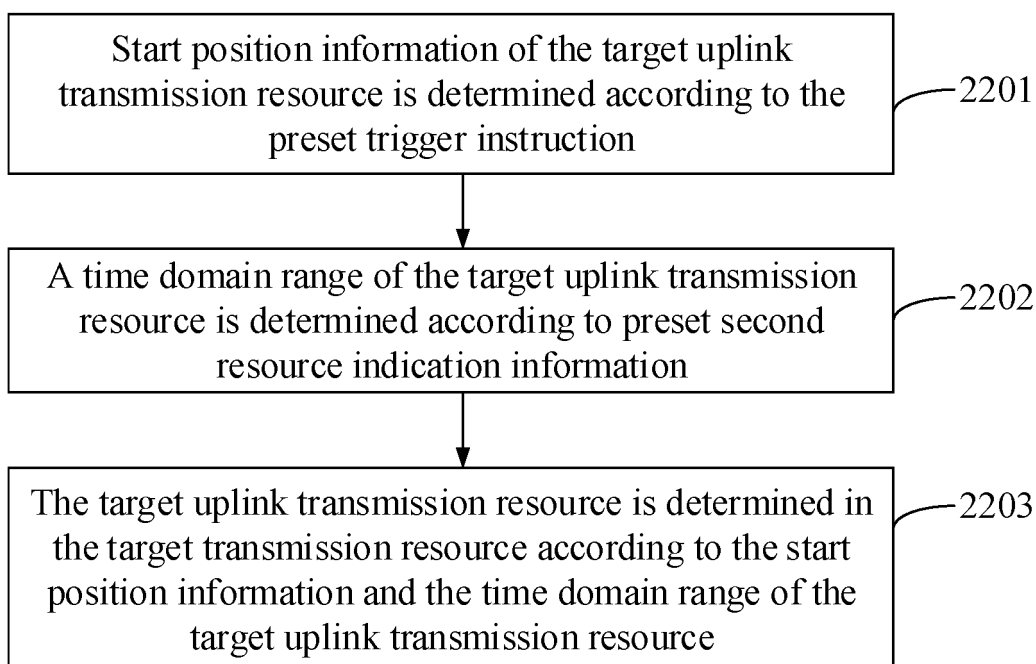 Start position information of the target uplink
transmission resource is determined according to the
preset trigger instruction
2201
A time domain range of the target uplink transmission
resource is determined according to preset second
resource indication information
2202
The target uplink transmission resource is determined in
the target transmission resource according to the start
position information and the time domain range of the
target uplink transmission resource
2203